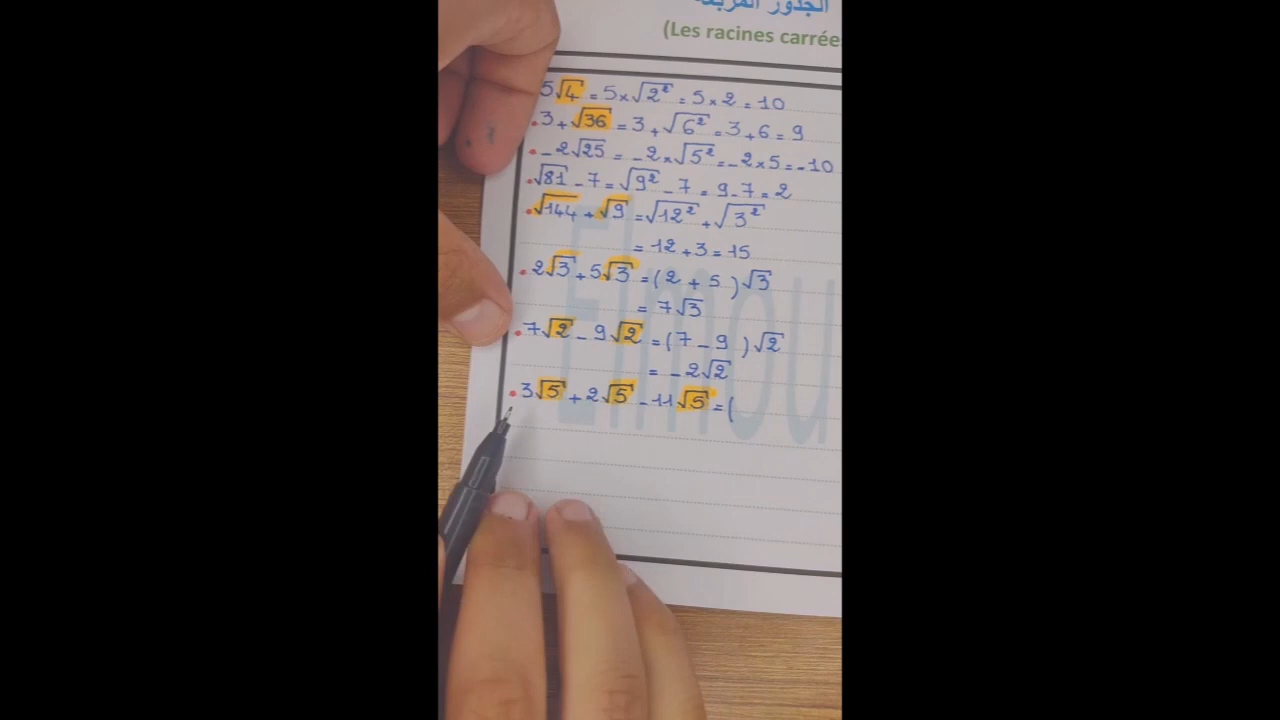 الجذور المربعة
(Les racines carrée
5√4 = 5×√2² = 5×2 = 10
.3+√36 = 3+√6² = 3+6 = 9
.-2√25 = -2×√5² = -2×5 = -10
.√81-7 = √9²-7 = 9-7 = 2
.√144+√9 = √12²+√3²
= 12+3 = 15
.2√3+5√3 = (2+5)√3
= 7√3
.7√2-9√2 = (7-9)√2
= -2√2
.3√5+2√5-11√5 = (
Elmou